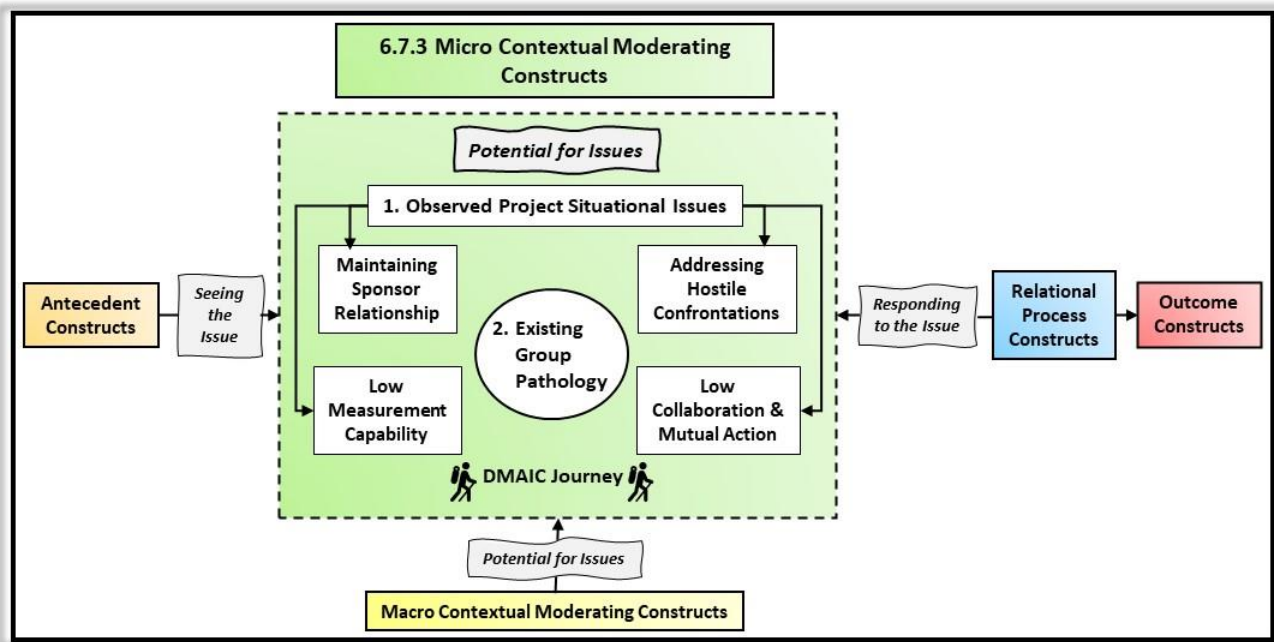 6.7.3 Micro Contextual Moderating
Constructs
Potential for Issues
1. Observed Project Situational Issues
Maintaining
Sponsor
Relationship
Addressing
Hostile
Confrontations
Antecedent
Constructs
Seeing
the
Issue
2. Existing
Group
Pathology
Responding
to the Issue
Relational
Process
Constructs
Outcome
Constructs
Low
Measurement
Capability
Low
Collaboration &
Mutual Action
DMAIC Journey
Potential for Issues
Macro Contextual Moderating Constructs